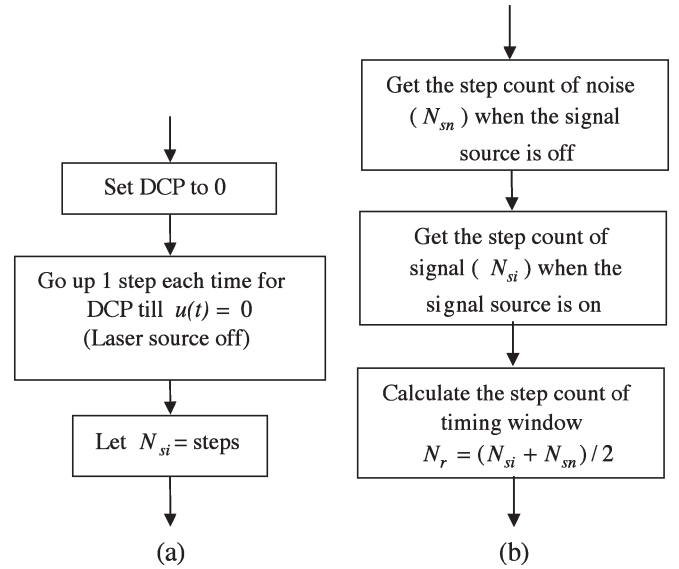 Set DCP to 0
Go up 1 step each time for
DCP till u(t) = 0
(Laser source off)
Let N_si = steps
(a)
Get the step count of noise
( N_sn ) when the signal
source is off
Get the step count of
signal ( N_si ) when the
signal source is on
Calculate the step count of
timing window
N_r = (N_si + N_sn) / 2
(b)